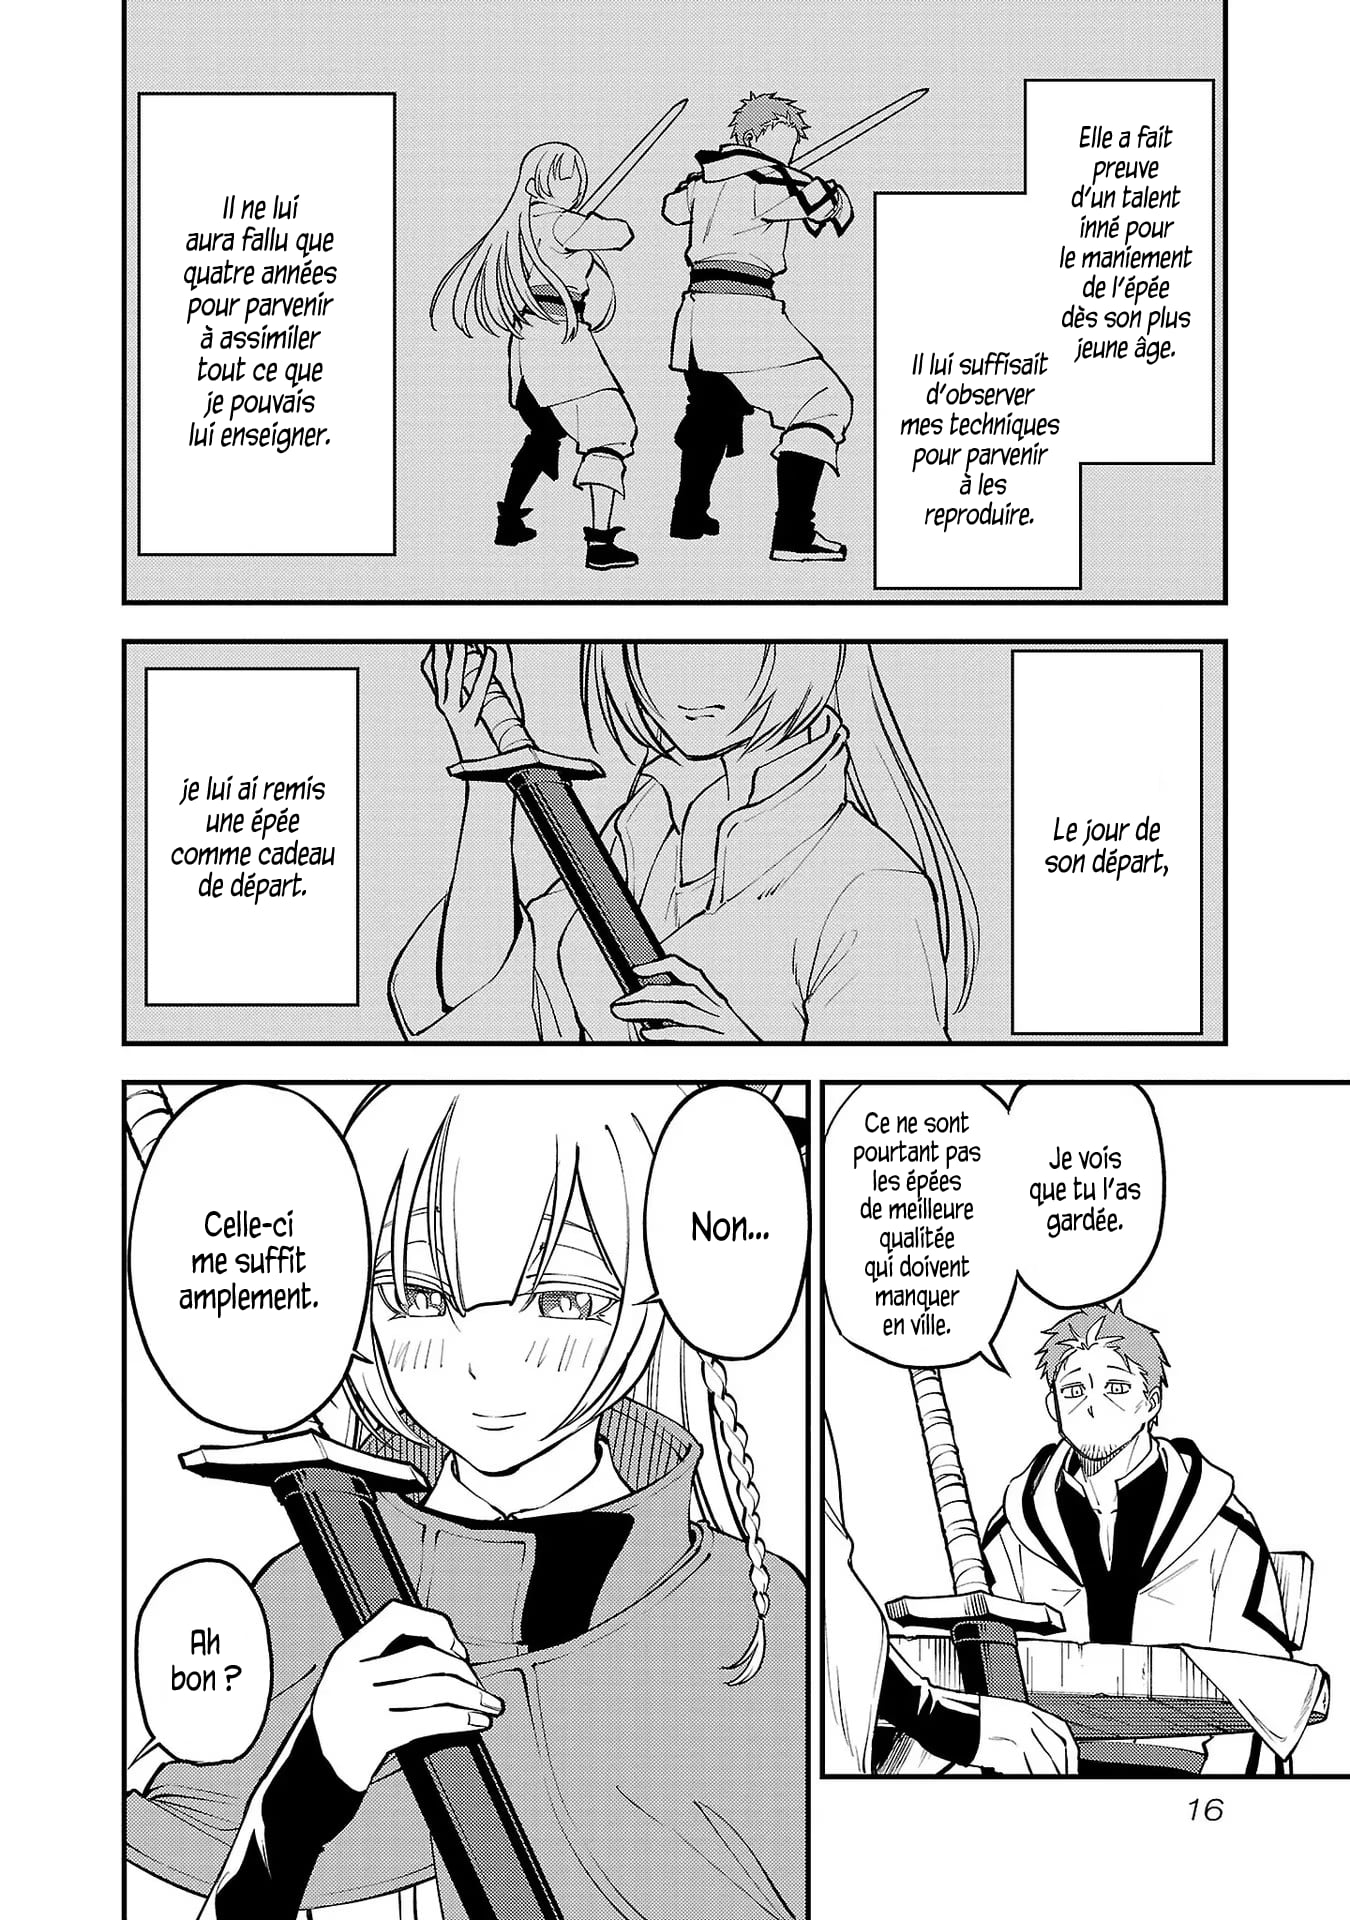 Elle a fait
preuve
d'un talent
inné pour
le maniement
de l'épée
dès son plus
jeune âge.
Il lui suffisait
d'observer
mes techniques
pour parvenir
à les
reproduire.
Il ne lui
aura fallu que
quatre années
pour parvenir
à assimiler
tout ce que
je pouvais
lui enseigner.
Le jour de
son départ,
je lui ai remis
une épée
comme cadeau
de départ.
Je vois
que tu l'as
gardée.
Ce ne sont
pourtant pas
les épées
de meilleure
qualitée
qui doivent
manquer
en ville.
Non...
Celle-ci
me suffit
amplement.
Ah
bon ?
16